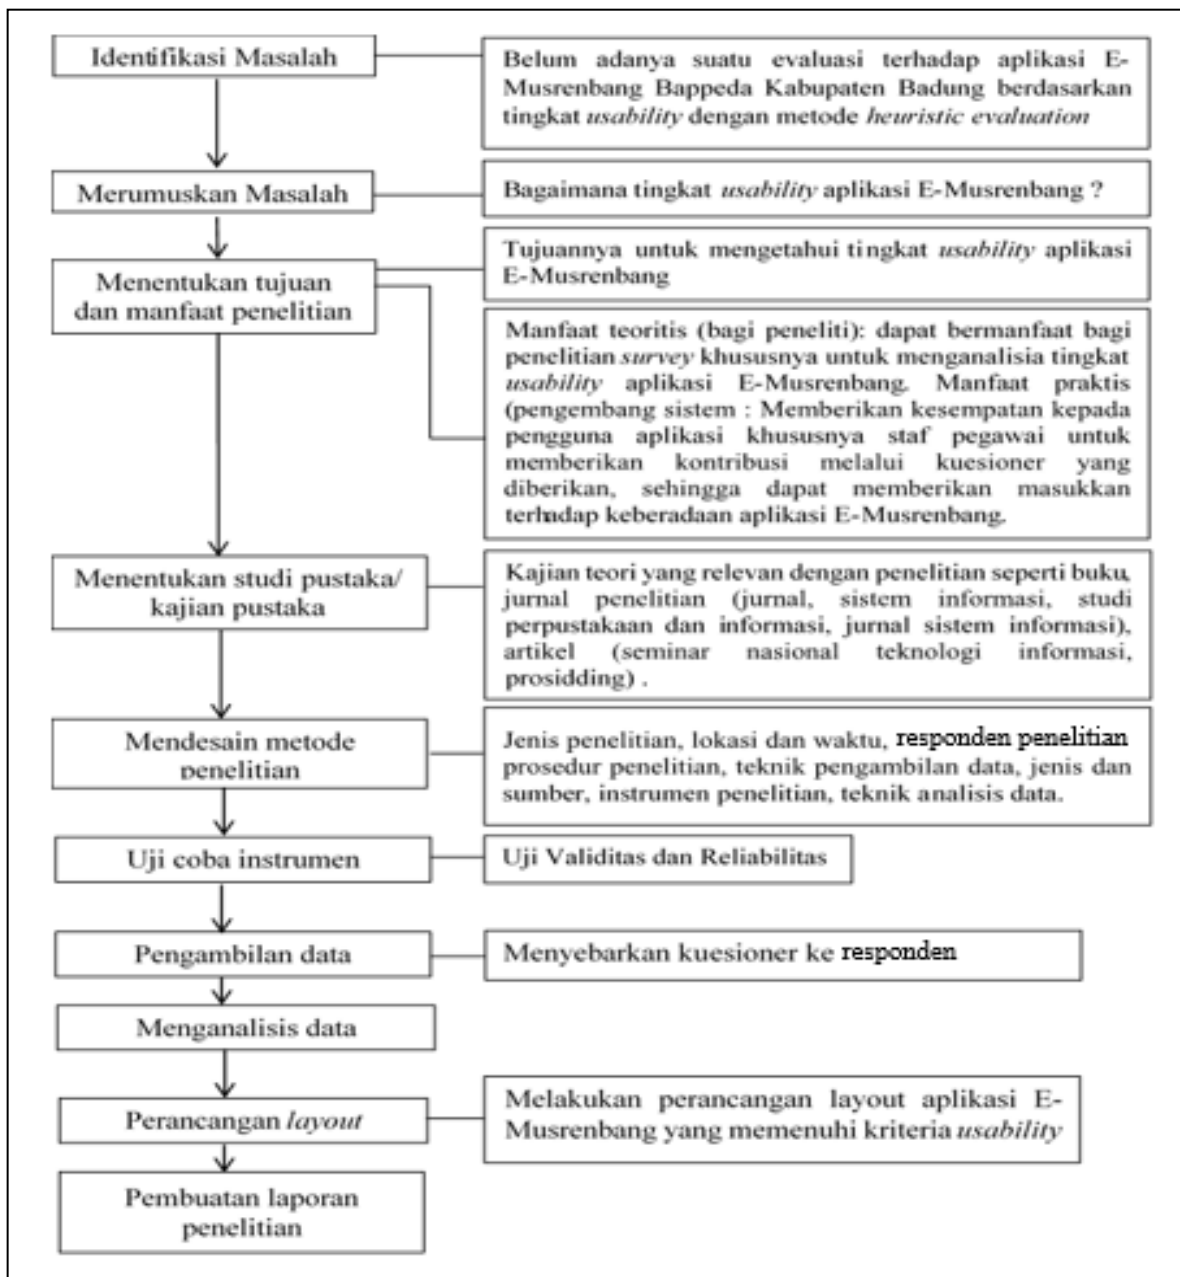 Identifikasi Masalah
Belum adanya suatu evaluasi terhadap aplikasi E-
Musrenbang Bappeda Kabupaten Badung berdasarkan
tingkat usability dengan metode heuristic evaluation
Merumuskan Masalah
Bagaimana tingkat usability aplikasi E-Musrenbang ?
Menentukan tujuan
dan manfaat penelitian
Tujuannya untuk mengetahui tingkat usability aplikasi
E-Musrenbang
Manfaat teoritis (bagi peneliti): dapat bermanfaat bagi
penelitian survey khususnya untuk menganalisia tingkat
usability aplikasi E-Musrenbang. Manfaat praktis
(pengembang sistem : Memberikan kesempatan kepada
pengguna aplikasi khususnya staf pegawai untuk
memberikan kontribusi melalui kuesioner yang
diberikan, sehingga dapat memberikan masukkan
terhadap keberadaan aplikasi E-Musrenbang.
Menentukan studi pustaka/
kajian pustaka
Kajian teori yang relevan dengan penelitian seperti buku,
jurnal penelitian (jurnal, sistem informasi, studi
perpustakaan dan informasi, jurnal sistem informasi),
artikel (seminar nasional teknologi informasi,
prosidding) .
Mendesain metode
penelitian
Jenis penelitian, lokasi dan waktu, responden penelitian
prosedur penelitian, teknik pengambilan data, jenis dan
sumber, instrumen penelitian, teknik analisis data.
Uji coba instrumen
Uji Validitas dan Reliabilitas
Pengambilan data
Menyebarkan kuesioner ke responden
Menganalisis data
Perancangan layout
Melakukan perancangan layout aplikasi E-
Musrenbang yang memenuhi kriteria usability
Pembuatan laporan
penelitian